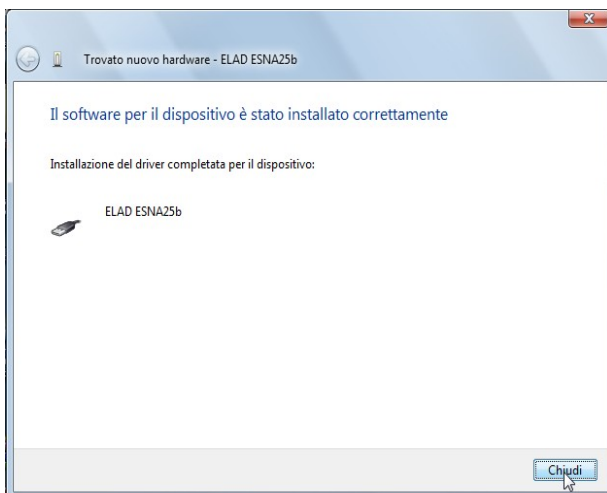 Trovato nuovo hardware - ELAD ESNA25b
Il software per il dispositivo è stato installato correttamente
Installazione del driver completata per il dispositivo:
ELAD ESNA25b
Chiudi